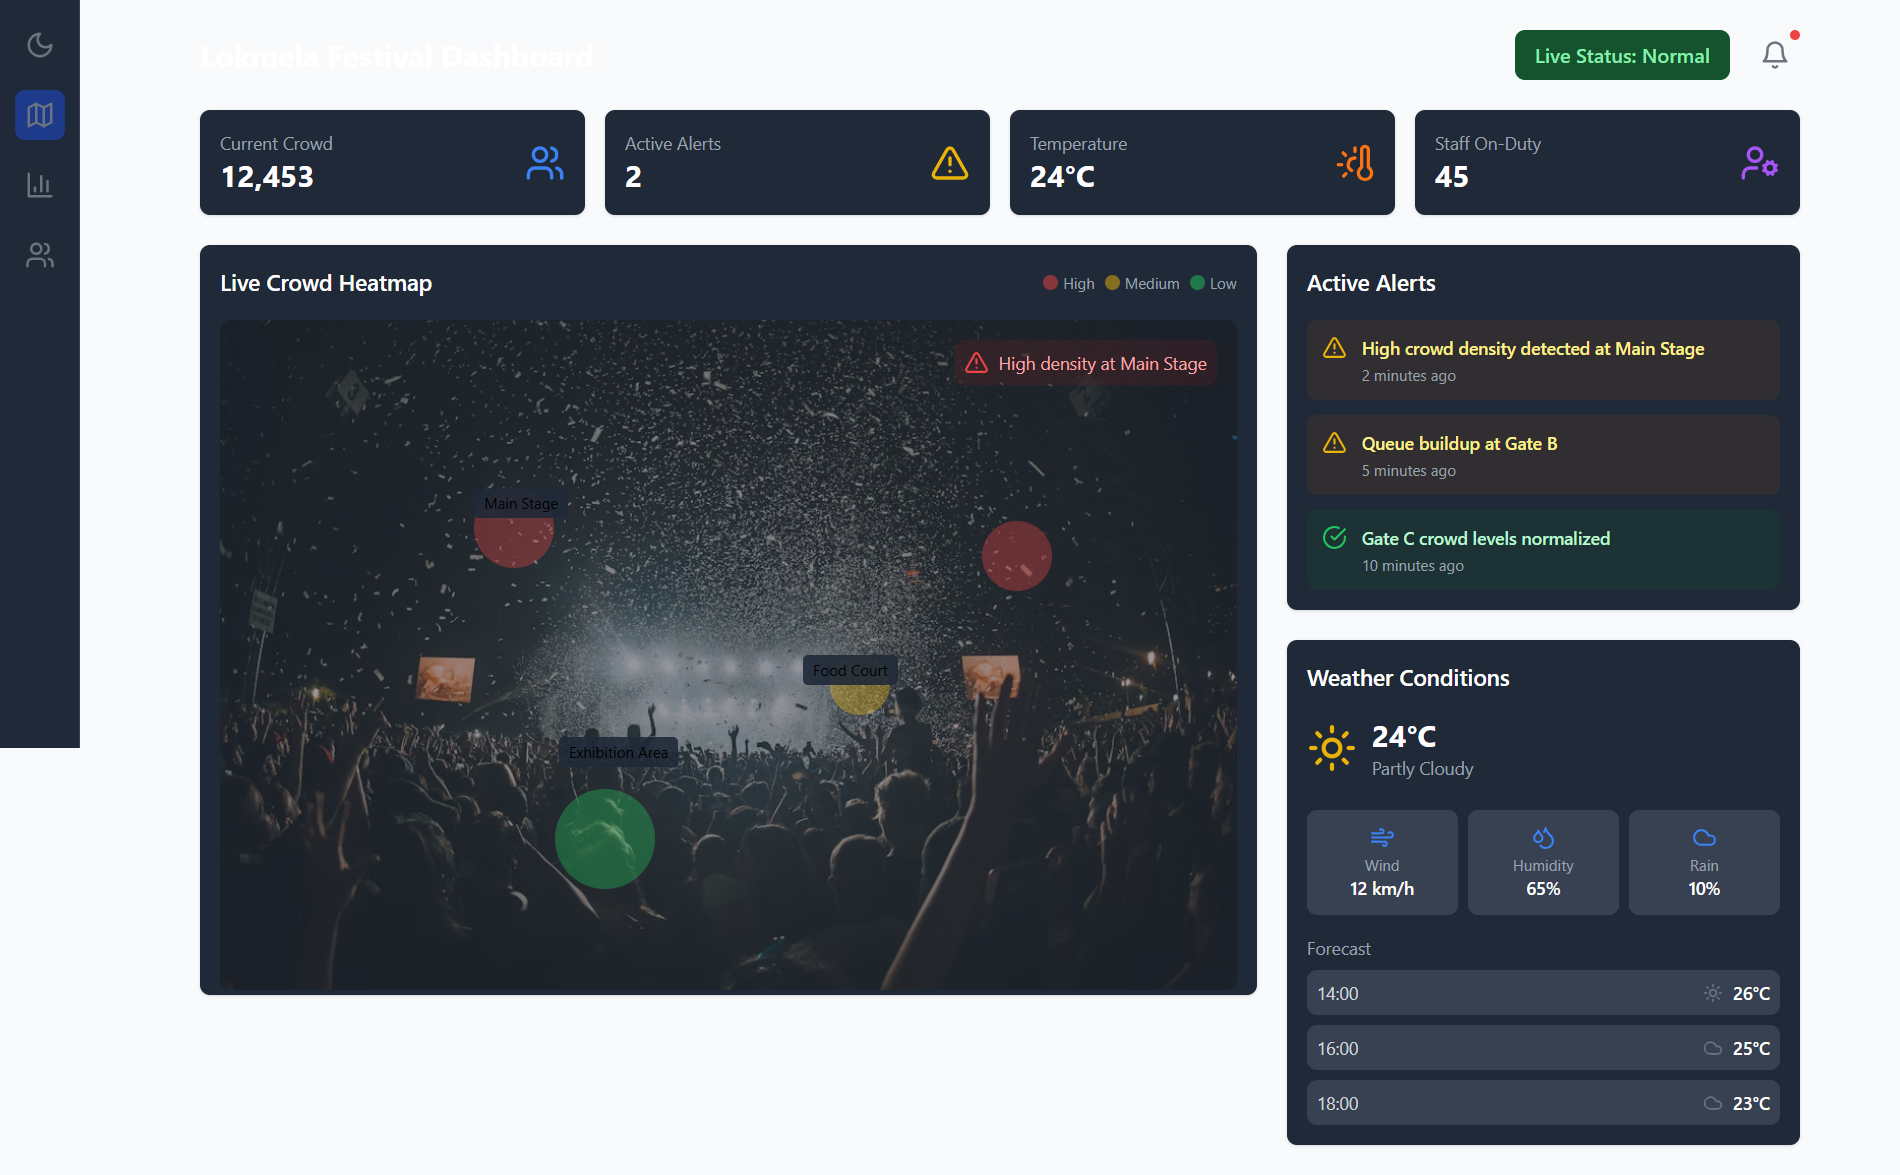 Lokmela Festival Dashboard
Live Status: Normal
Current Crowd
12,453
Active Alerts
2
Temperature
24°C
Staff On-Duty
45
Live Crowd Heatmap
High
Medium
Low
High density at Main Stage
Main Stage
Food Court
Exhibition Area
Active Alerts
High crowd density detected at Main Stage
2 minutes ago
Queue buildup at Gate B
5 minutes ago
Gate C crowd levels normalized
10 minutes ago
Weather Conditions
24°C
Partly Cloudy
Wind
12 km/h
Humidity
65%
Rain
10%
Forecast
14:00
26°C
16:00
25°C
18:00
23°C